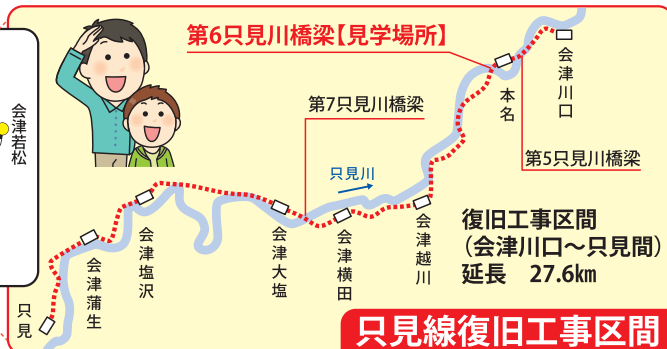 第6只見川橋梁【見学場所】
会津川口
会津若松
本名
第7只見川橋梁
第5只見川橋梁
只見川
復旧工事区間
（会津川口〜只見間）
延長　27.6㎞
会津越川
会津横田
会津大塩
会津塩沢
会津蒲生
只見
只見線復旧工事区間